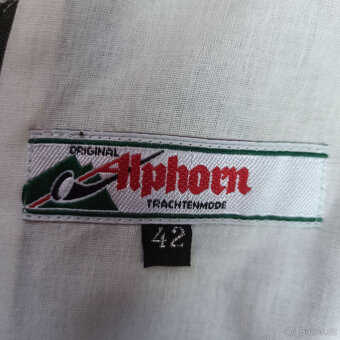 ORIGINAL
Alphorn
TRACHTENMODE
42